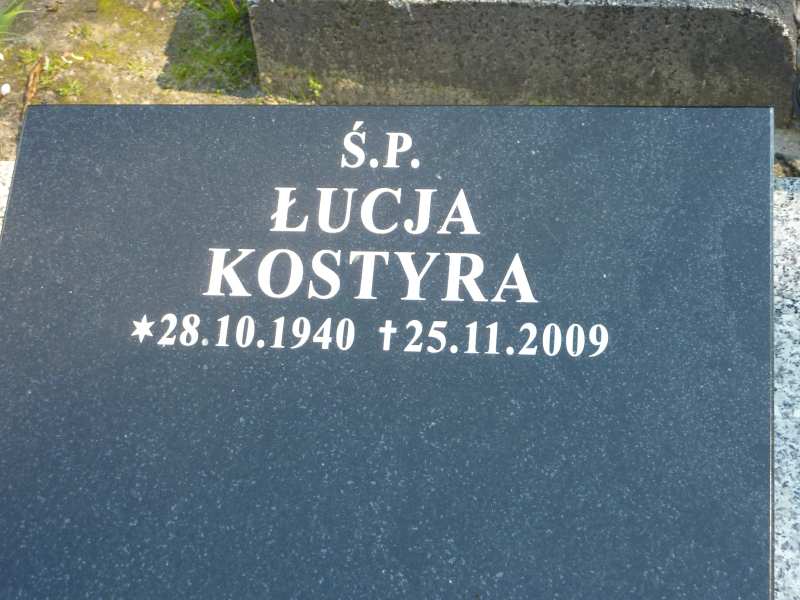 Ś.P.
ŁUCJA
KOSTYRA
✶28.10.1940 ✝25.11.2009